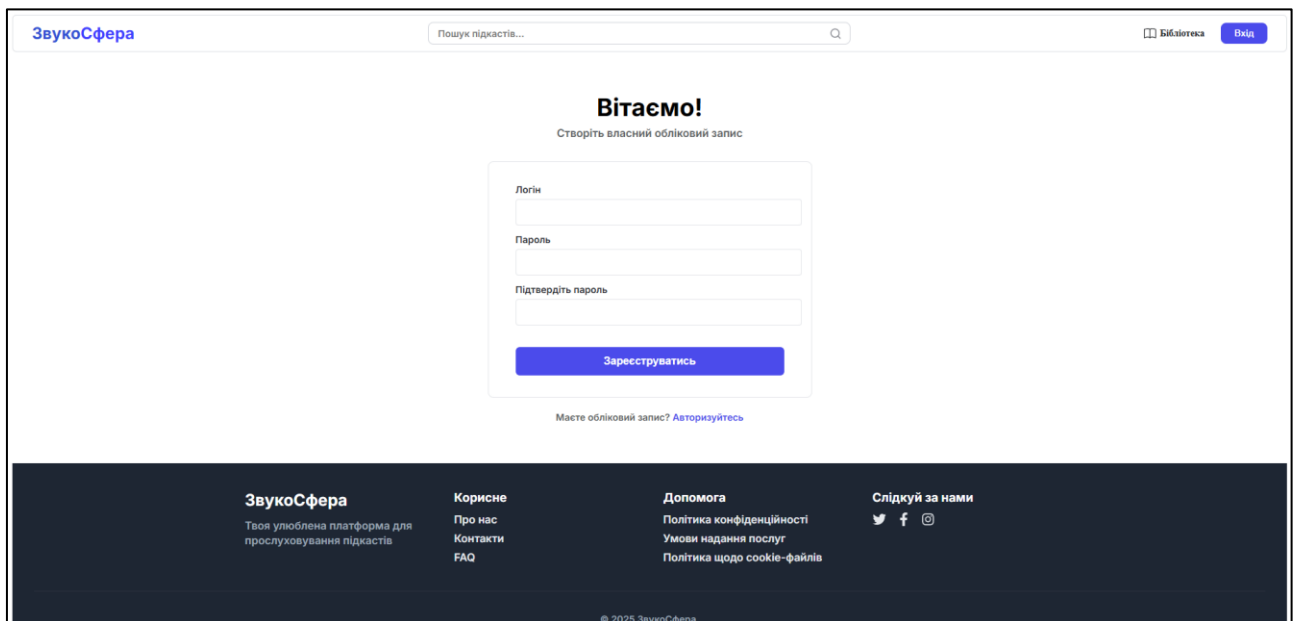 ЗвукоСфера
Пошук підкастів...
Бібліотека
Вхід
Вітаємо!
Створіть власний обліковий запис
Логін
Пароль
Підтвердіть пароль
Зареєструватись
Маєте обліковий запис? Авторизуйтесь
ЗвукоСфера
Твоя улюблена платформа для
прослуховування підкастів
Корисне
Про нас
Контакти
FAQ
Допомога
Політика конфіденційності
Умови надання послуг
Політика щодо cookie-файлів
Слідкуй за нами
© 2025 ЗвукоСфера